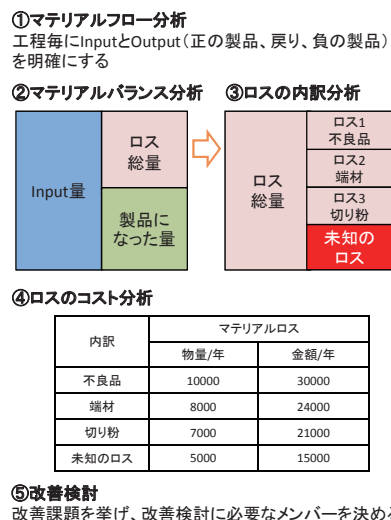 ①マテリアルフロー分析
工程毎にInputとOutput(正の製品、戻り、負の製品)
を明確にする
②マテリアルバランス分析
③ロスの内訳分析
Input量
ロス
総量
製品に
なった量
ロス
総量
ロス1
不良品
ロス2
端材
ロス3
切り粉
未知の
ロス
④ロスのコスト分析
内訳 マテリアルロス
物量/年 金額/年
不良品 10000 30000
端材 8000 24000
切り粉 7000 21000
未知のロス 5000 15000
⑤改善検討
改善課題を挙げ、改善検討に必要なメンバーを決める